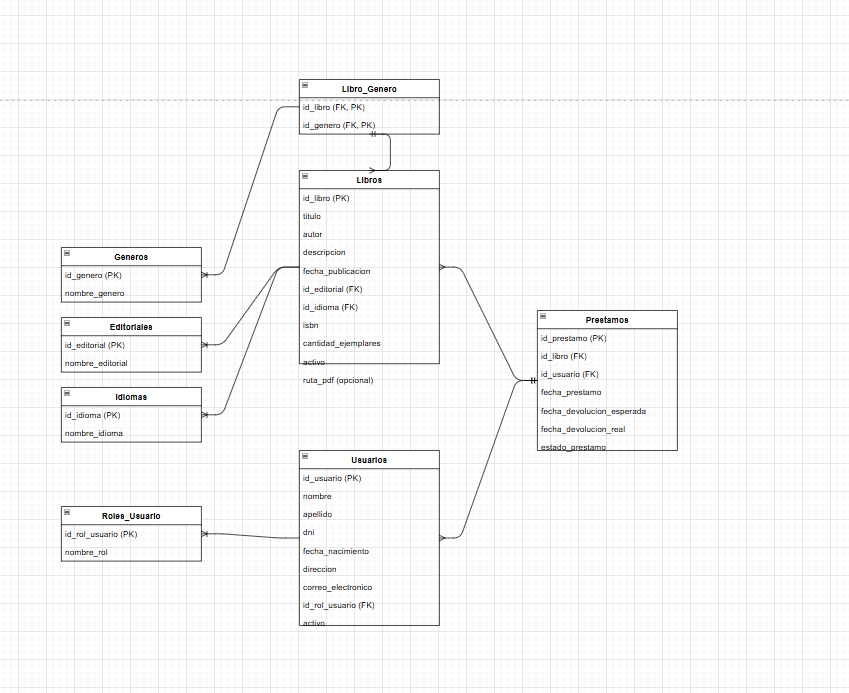 Libro_Genero
id_libro (FK, PK)
id_genero (FK, PK)
Libros
id_libro (PK)
titulo
autor
descripcion
fecha_publicacion
id_editorial (FK)
id_idioma (FK)
isbn
cantidad_ejemplares
activo
ruta_pdf (opcional)
Generos
id_genero (PK)
nombre_genero
Editoriales
id_editorial (PK)
nombre_editorial
Idiomas
id_idioma (PK)
nombre_idioma
Prestamos
id_prestamo (PK)
id_libro (FK)
id_usuario (FK)
fecha_prestamo
fecha_devolucion_esperada
fecha_devolucion_real
estado_prestamo
Usuarios
id_usuario (PK)
nombre
apellido
dni
fecha_nacimiento
direccion
correo_electronico
id_rol_usuario (FK)
activo
Roles_Usuario
id_rol_usuario (PK)
nombre_rol